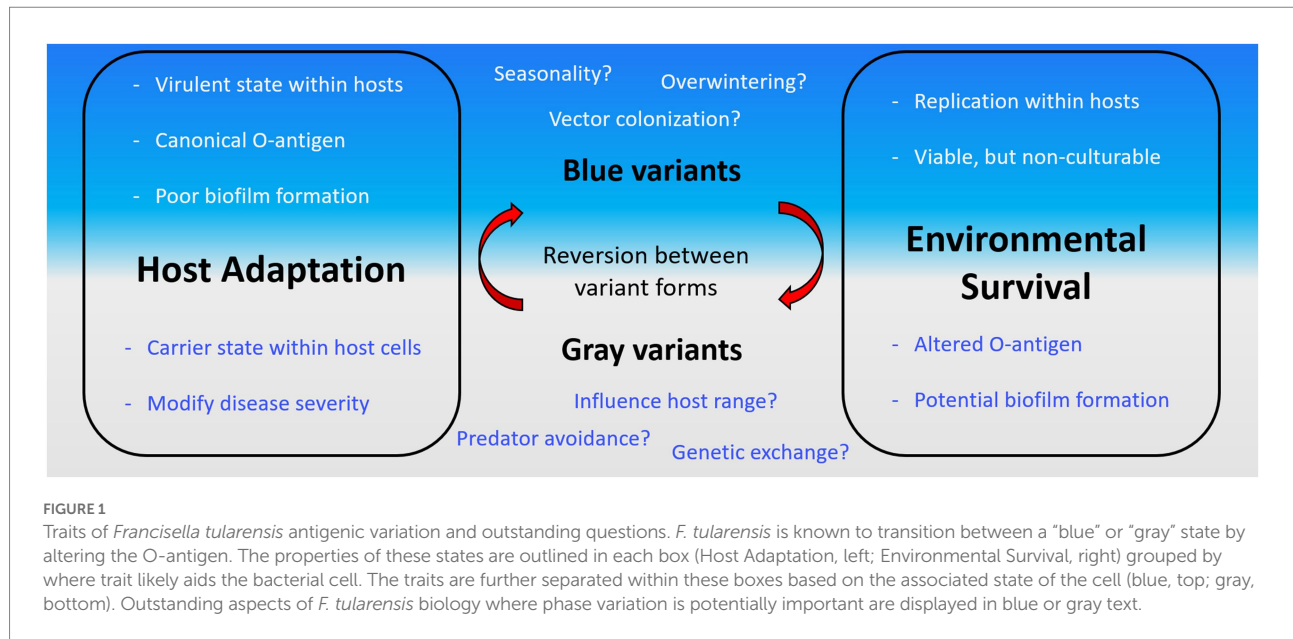 - Virulent state within hosts
- Canonical O-antigen
- Poor biofilm formation
Host Adaptation
- Carrier state within host cells
- Modify disease severity
Seasonality?
Overwintering?
Vector colonization?
Blue variants
Reversion between
variant forms
Gray variants
Influence host range?
Predator avoidance?
Genetic exchange?
- Replication within hosts
- Viable, but non-culturable
Environmental
Survival
- Altered O-antigen
- Potential biofilm formation
FIGURE 1
Traits of Francisella tularensis antigenic variation and outstanding questions. F. tularensis is known to transition between a “blue” or “gray” state by
altering the O-antigen. The properties of these states are outlined in each box (Host Adaptation, left; Environmental Survival, right) grouped by
where trait likely aids the bacterial cell. The traits are further separated within these boxes based on the associated state of the cell (blue, top; gray,
bottom). Outstanding aspects of F. tularensis biology where phase variation is potentially important are displayed in blue or gray text.